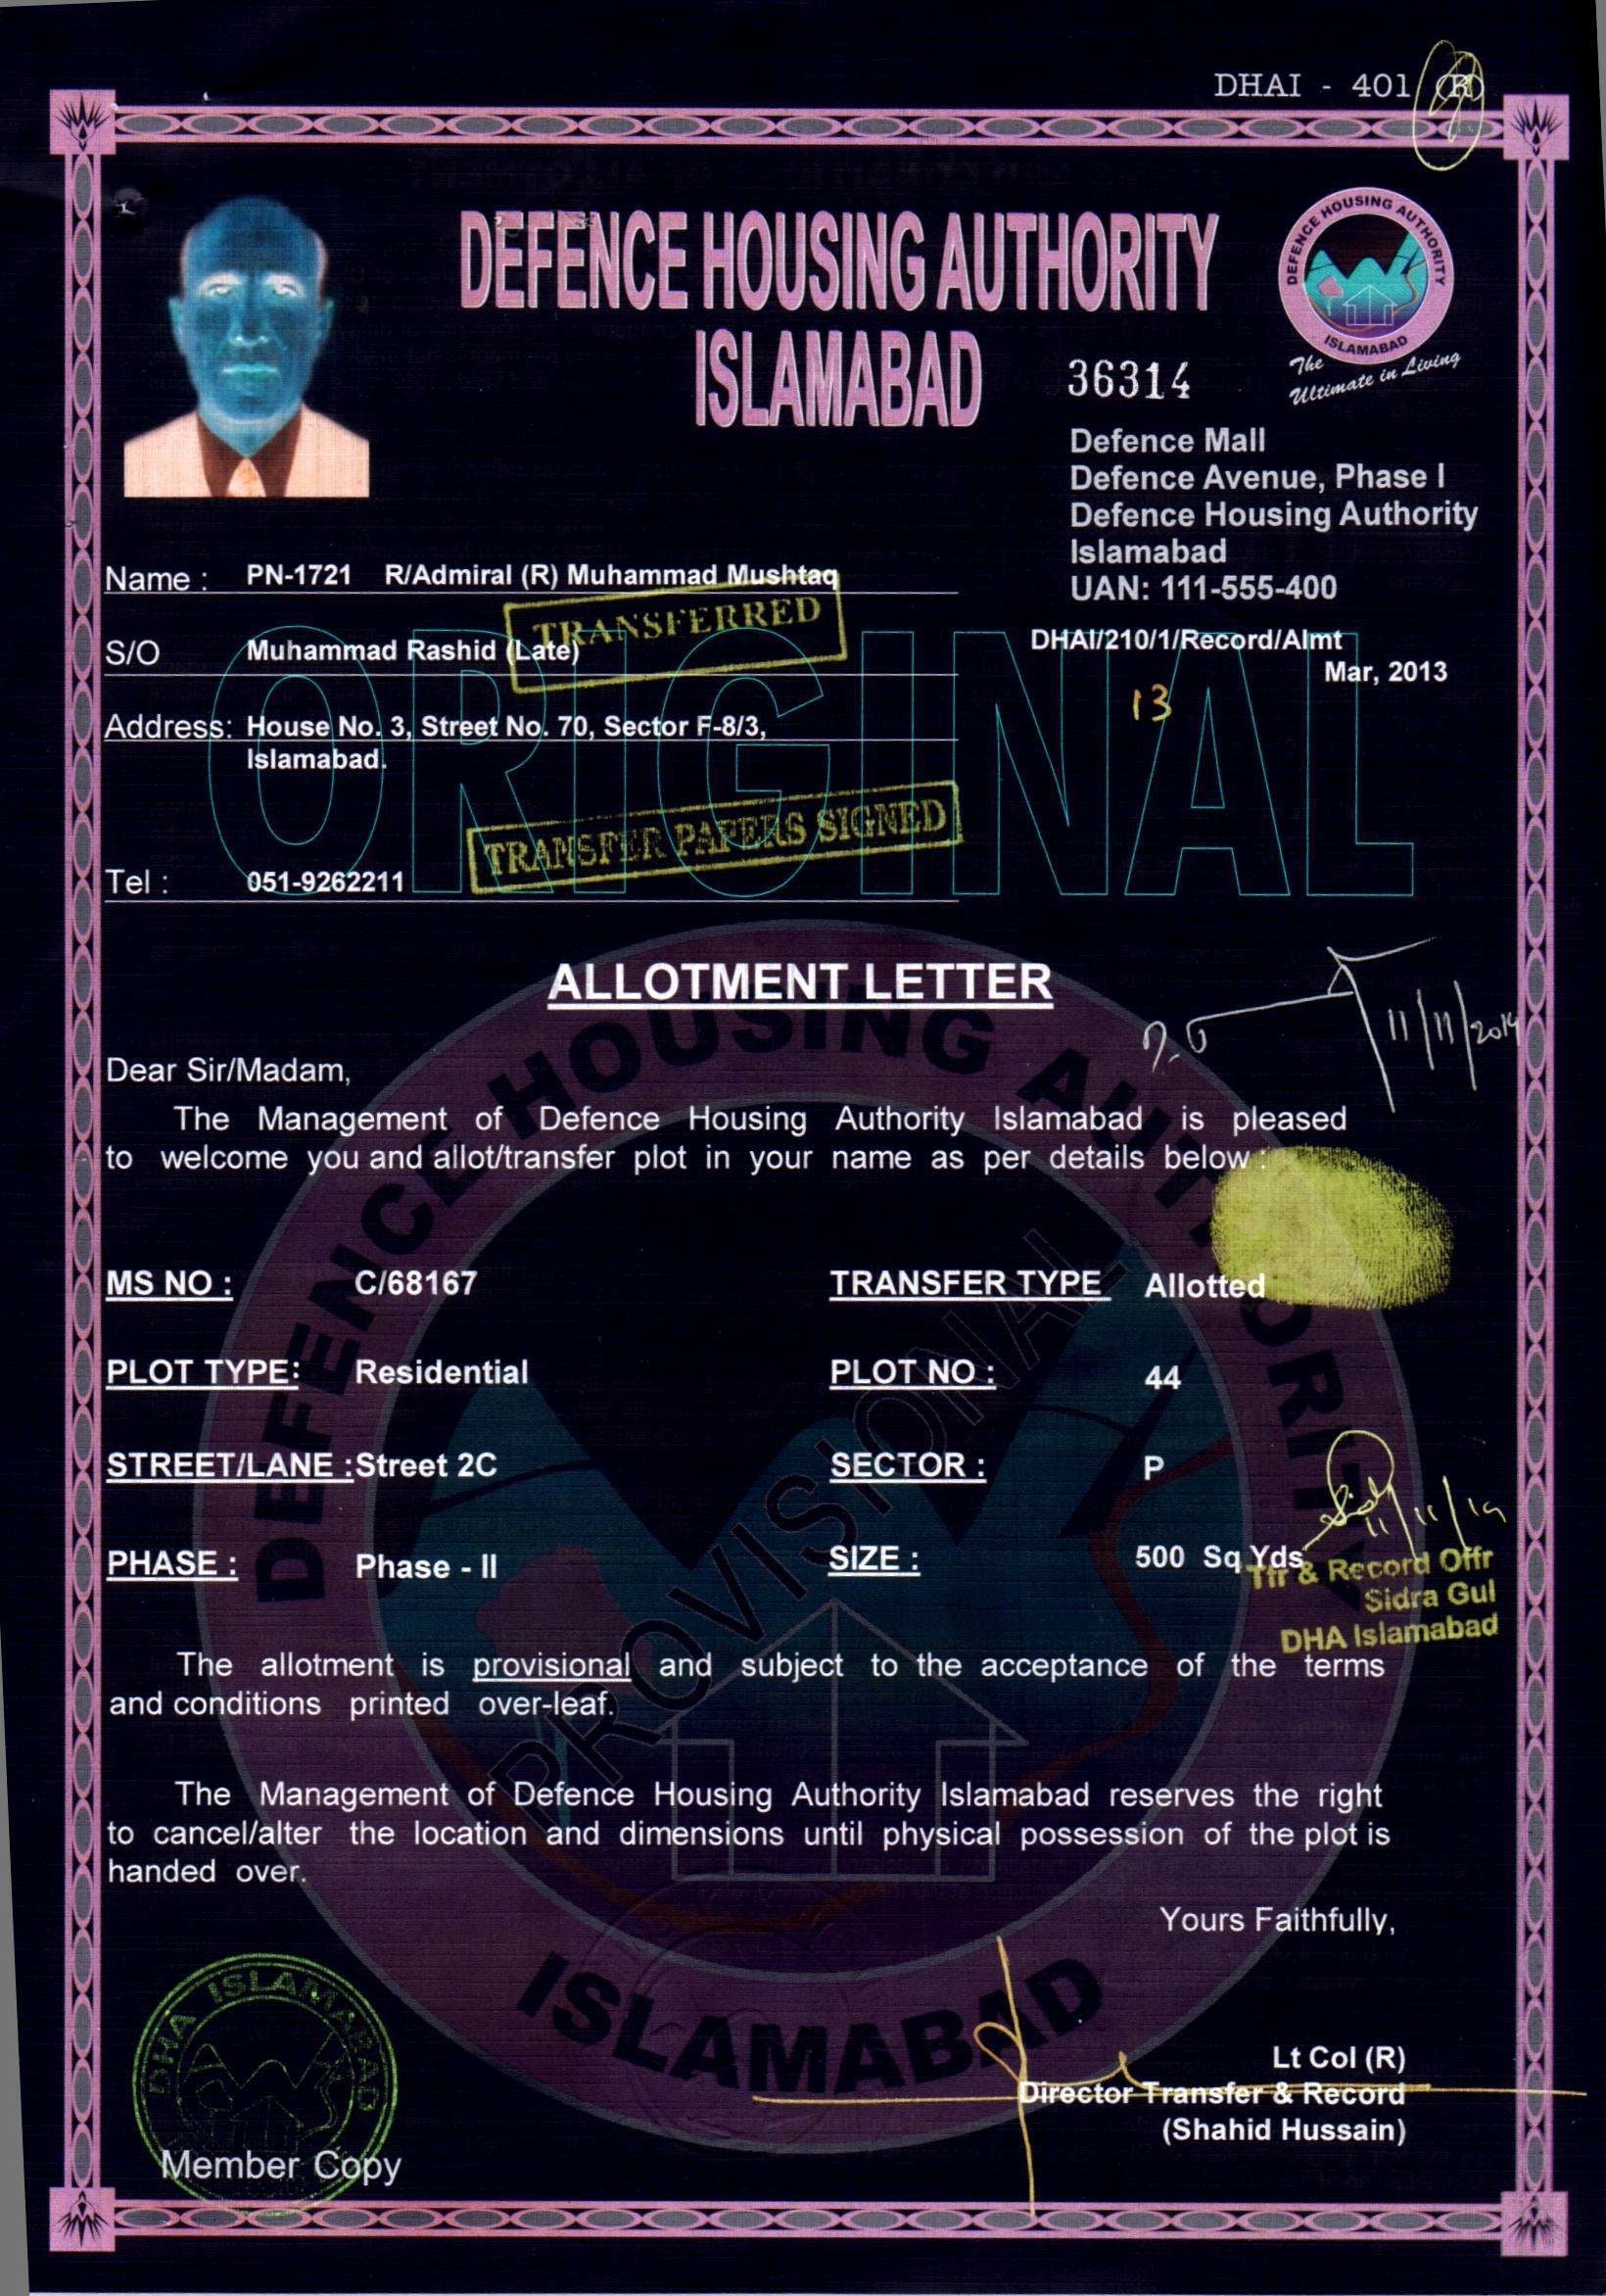 DHAI - 401 (R)
DEFENCE HOUSING AUTHORITY
ISLAMABAD
DEFENCE HOUSING AUTHORITY
ISLAMABAD
The
Ultimate in Living
36314
Defence Mall
Defence Avenue, Phase I
Defence Housing Authority
Islamabad
UAN: 111-555-400
Name : PN-1721 R/Admiral (R) Muhammad Mushtaq
TRANSFERRED
S/O Muhammad Rashid (Late)
DHAI/210/1/Record/Almt
Mar, 2013
13
ORIGINAL
Address: House No. 3, Street No. 70, Sector F-8/3,
Islamabad.
TRANSFER PAPERS SIGNED
Tel : 051-9262211
ALLOTMENT LETTER
11/11/2019
Dear Sir/Madam,
The Management of Defence Housing Authority Islamabad is pleased
to welcome you and allot/transfer plot in your name as per details below :
MS NO : C/68167 TRANSFER TYPE Allotted
PLOT TYPE: Residential PLOT NO : 44
STREET/LANE : Street 2C SECTOR : P
11/11/19
PHASE : Phase - II SIZE : 500 Sq Yds
Tfr & Record Offr
Sidra Gul
DHA Islamabad
DEFENCE HOUSING AUTHORITY
ISLAMABAD
PROVISIONAL
The allotment is provisional and subject to the acceptance of the terms
and conditions printed over-leaf.
The Management of Defence Housing Authority Islamabad reserves the right
to cancel/alter the location and dimensions until physical possession of the plot is
handed over.
Yours Faithfully,
Lt Col (R)
Director Transfer & Record
(Shahid Hussain)
DHA ISLAMABAD
Member Copy